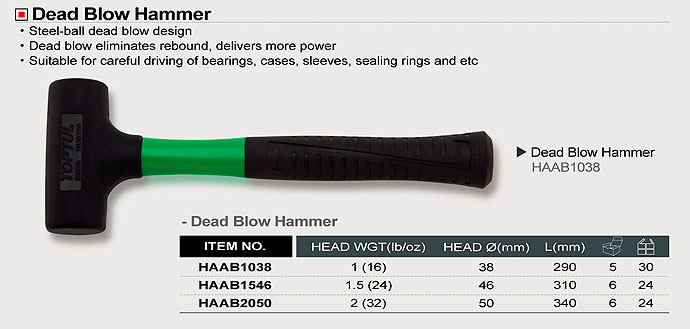 Dead Blow Hammer
• Steel-ball dead blow design
• Dead blow eliminates rebound, delivers more power
• Suitable for careful driving of bearings, cases, sleeves, sealing rings and etc
TOPTUL
HAAB1038
▶ Dead Blow Hammer
HAAB1038
- Dead Blow Hammer
ITEM NO. HEAD WGT(lb/oz) HEAD Ø(mm) L(mm)
HAAB1038 1 (16) 38 290 5 30
HAAB1546 1.5 (24) 46 310 6 24
HAAB2050 2 (32) 50 340 6 24